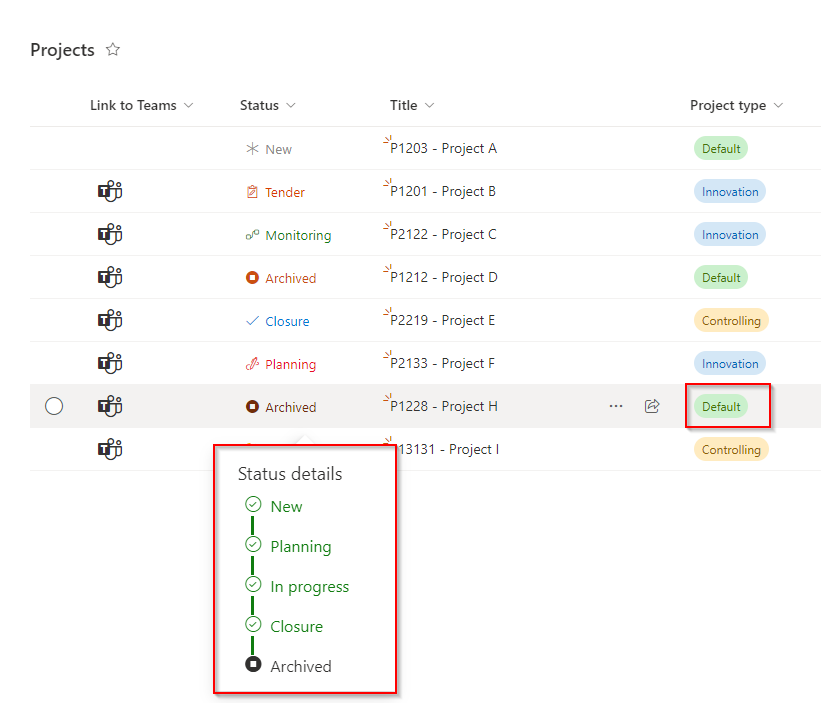 Projects
Link to Teams Status Title Project type
New P1203 - Project A Default
T Tender P1201 - Project B Innovation
T Monitoring P2122 - Project C Innovation
T Archived P1212 - Project D Default
T Closure P2219 - Project E Controlling
T Planning P2133 - Project F Innovation
T Archived P1228 - Project H ... Default
T 13131 - Project I Controlling
Status details
New
Planning
In progress
Closure
Archived